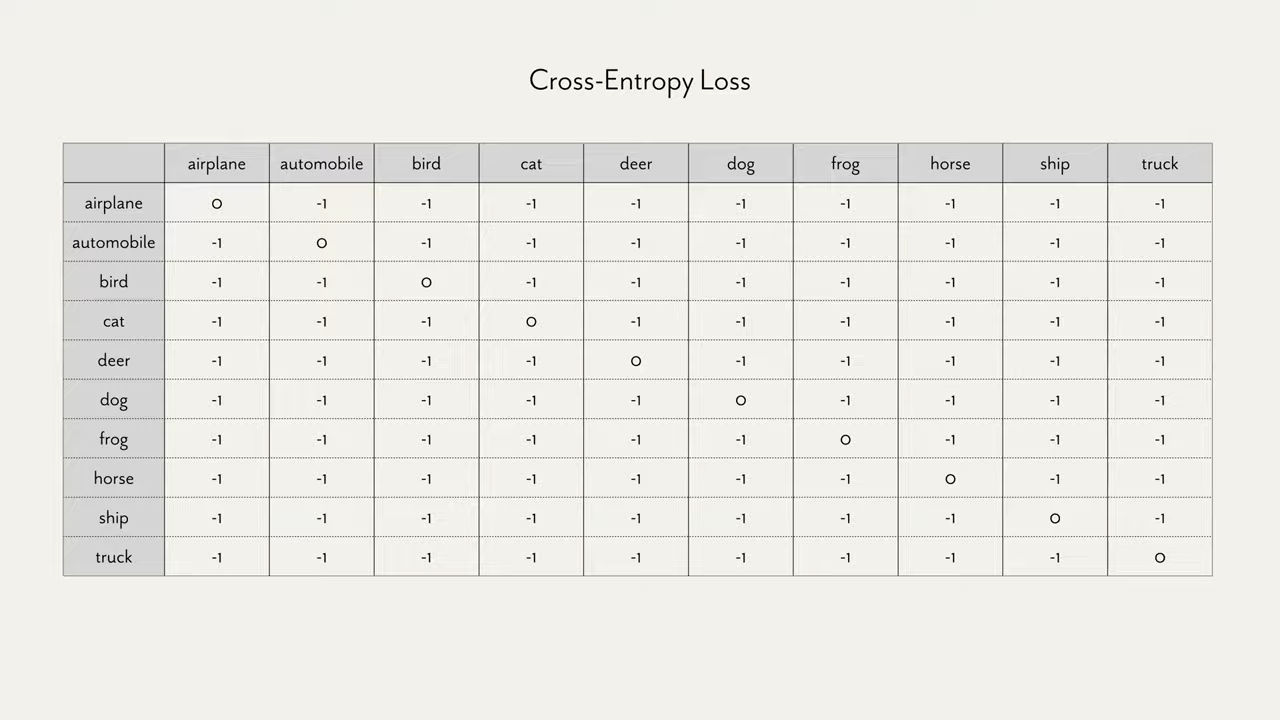 Cross-Entropy Loss
airplane automobile bird cat deer dog frog horse ship truck
airplane 0 -1 -1 -1 -1 -1 -1 -1 -1 -1
automobile -1 0 -1 -1 -1 -1 -1 -1 -1 -1
bird -1 -1 0 -1 -1 -1 -1 -1 -1 -1
cat -1 -1 -1 0 -1 -1 -1 -1 -1 -1
deer -1 -1 -1 -1 0 -1 -1 -1 -1 -1
dog -1 -1 -1 -1 -1 0 -1 -1 -1 -1
frog -1 -1 -1 -1 -1 -1 0 -1 -1 -1
horse -1 -1 -1 -1 -1 -1 -1 0 -1 -1
ship -1 -1 -1 -1 -1 -1 -1 -1 0 -1
truck -1 -1 -1 -1 -1 -1 -1 -1 -1 0